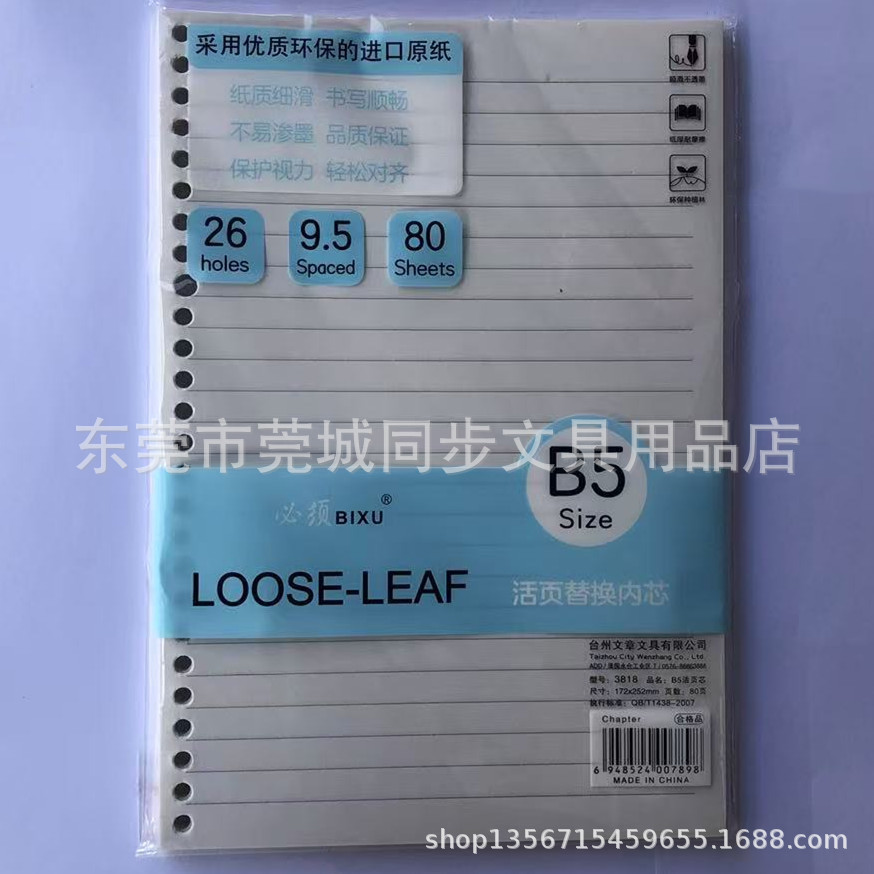 采用优质环保的进口原纸
纸质细滑 书写顺畅
不易渗墨 品质保证
保护视力 轻松对齐
26
holes
9.5
Spaced
80
Sheets
东莞市莞城同步文具用品店
B5
Size
必须BIXU®
LOOSE-LEAF
活页替换内芯
台州文章文具有限公司
Taizhou City Wenzhang Co., Ltd.
型号: 3818 品名: B5活页芯
尺寸: 172x252mm 页数: 80页
执行标准: QB/T1438-2007
Chapter 合格品
6 948524 007898
MADE IN CHINA
shop1356715459655.1688.com